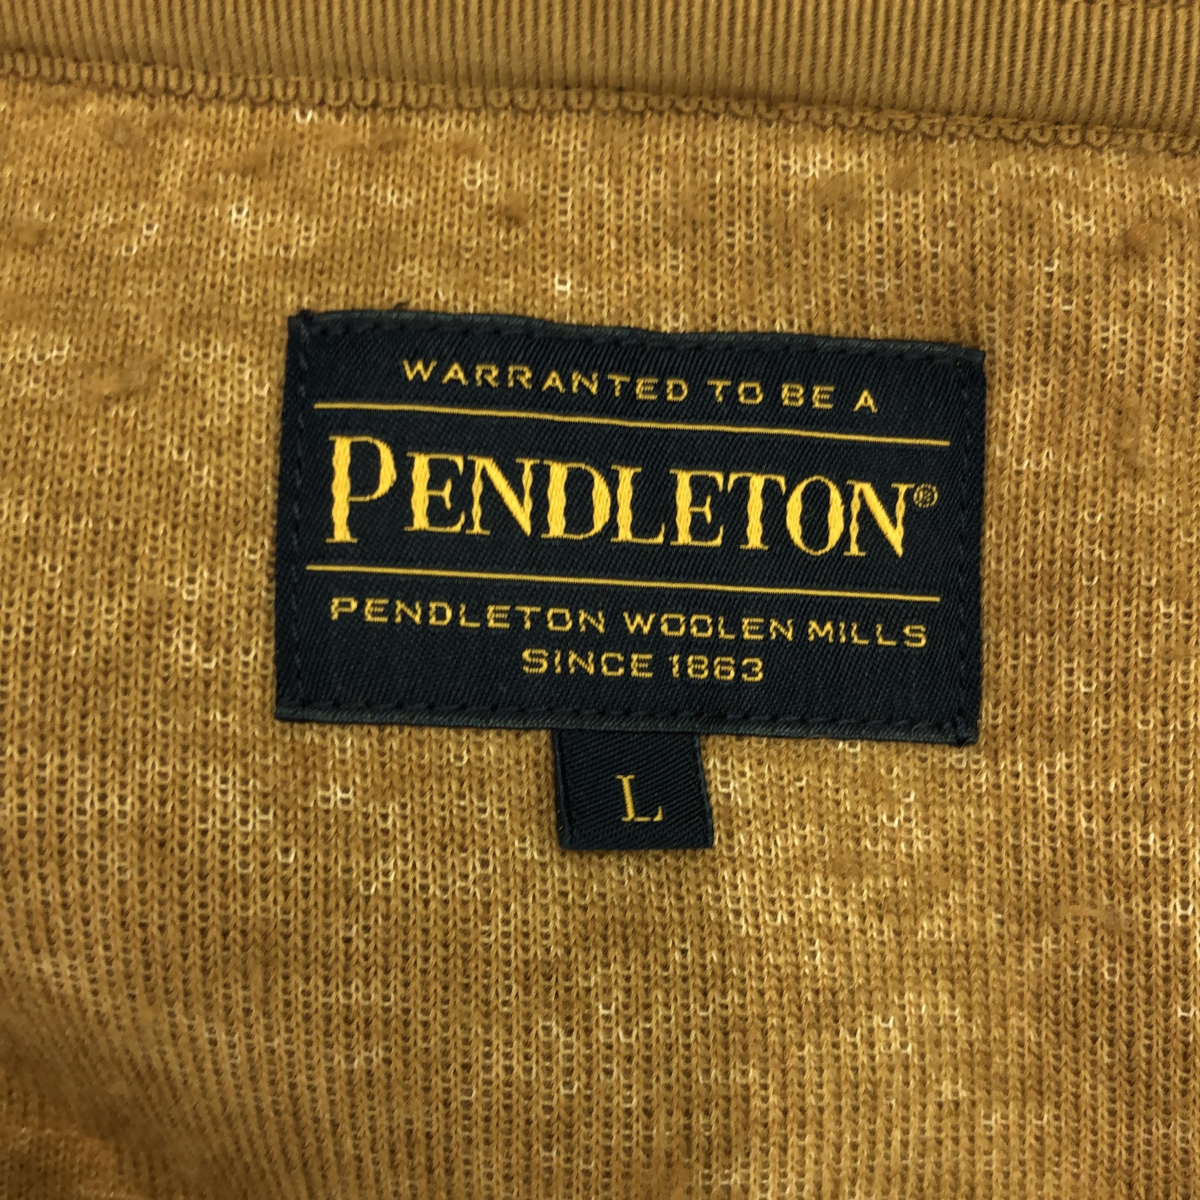 WARRANTED TO BE A
PENDLETON®
PENDLETON WOOLEN MILLS
SINCE 1863
L